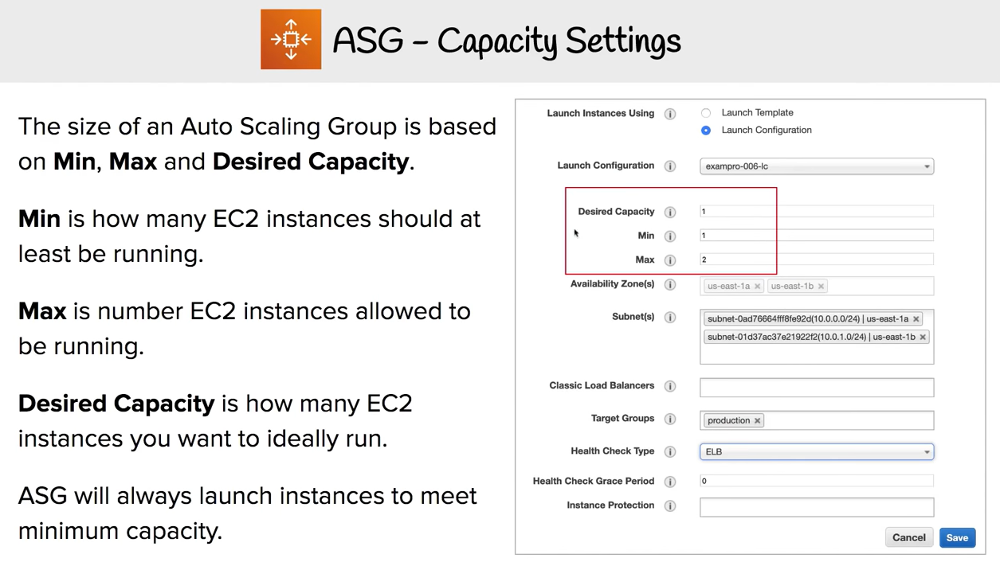 ASG – Capacity Settings
The size of an Auto Scaling Group is based
on Min, Max and Desired Capacity.
Min is how many EC2 instances should at
least be running.
Max is number EC2 instances allowed to
be running.
Desired Capacity is how many EC2
instances you want to ideally run.
ASG will always launch instances to meet
minimum capacity.
Launch Instances Using i Launch Template
Launch Configuration
Launch Configuration i exampro-006-lc
Desired Capacity i 1
Min i 1
Max i 2
Availability Zone(s) i us-east-1a × us-east-1b ×
Subnet(s) i subnet-0ad76664fff8fe92d(10.0.0.0/24) | us-east-1a ×
subnet-01d37ac37e21922f2(10.0.1.0/24) | us-east-1b ×
Classic Load Balancers i
Target Groups i production ×
Health Check Type i ELB
Health Check Grace Period i 0
Instance Protection i
Cancel Save